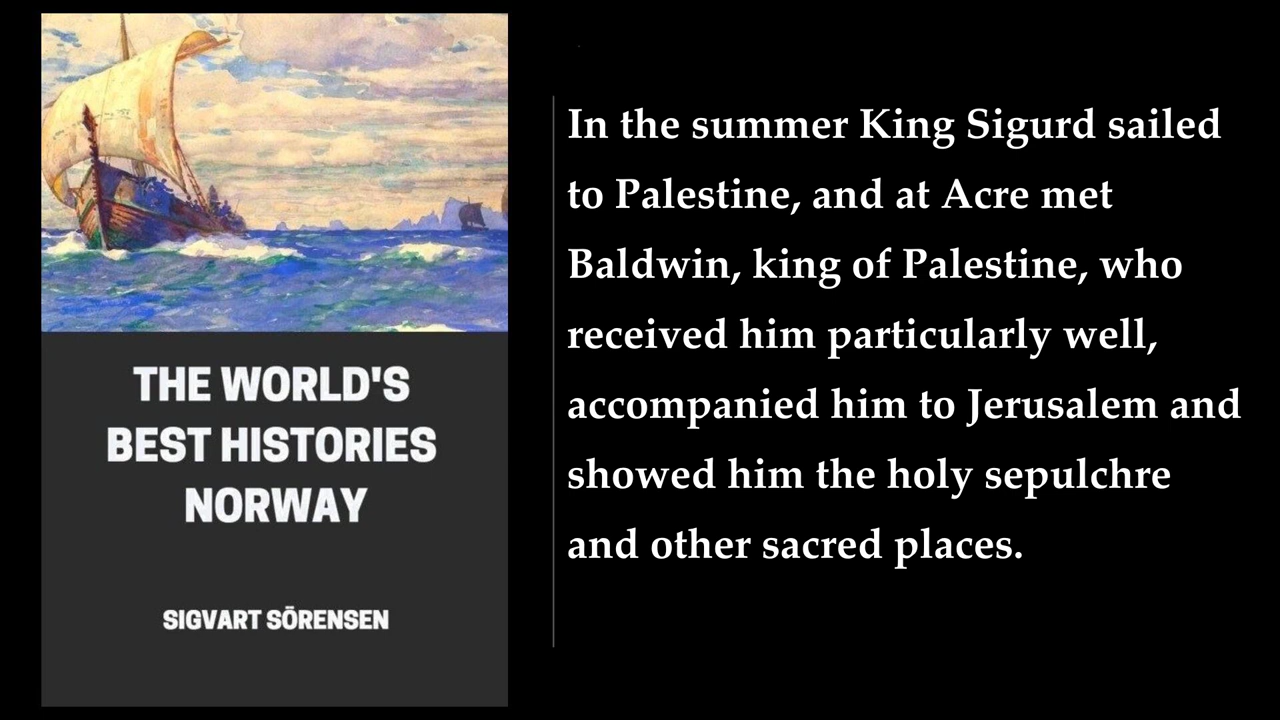 THE WORLD'S
BEST HISTORIES
NORWAY
SIGVART SÖRENSEN
In the summer King Sigurd sailed
to Palestine, and at Acre met
Baldwin, king of Palestine, who
received him particularly well,
accompanied him to Jerusalem and
showed him the holy sepulchre
and other sacred places.